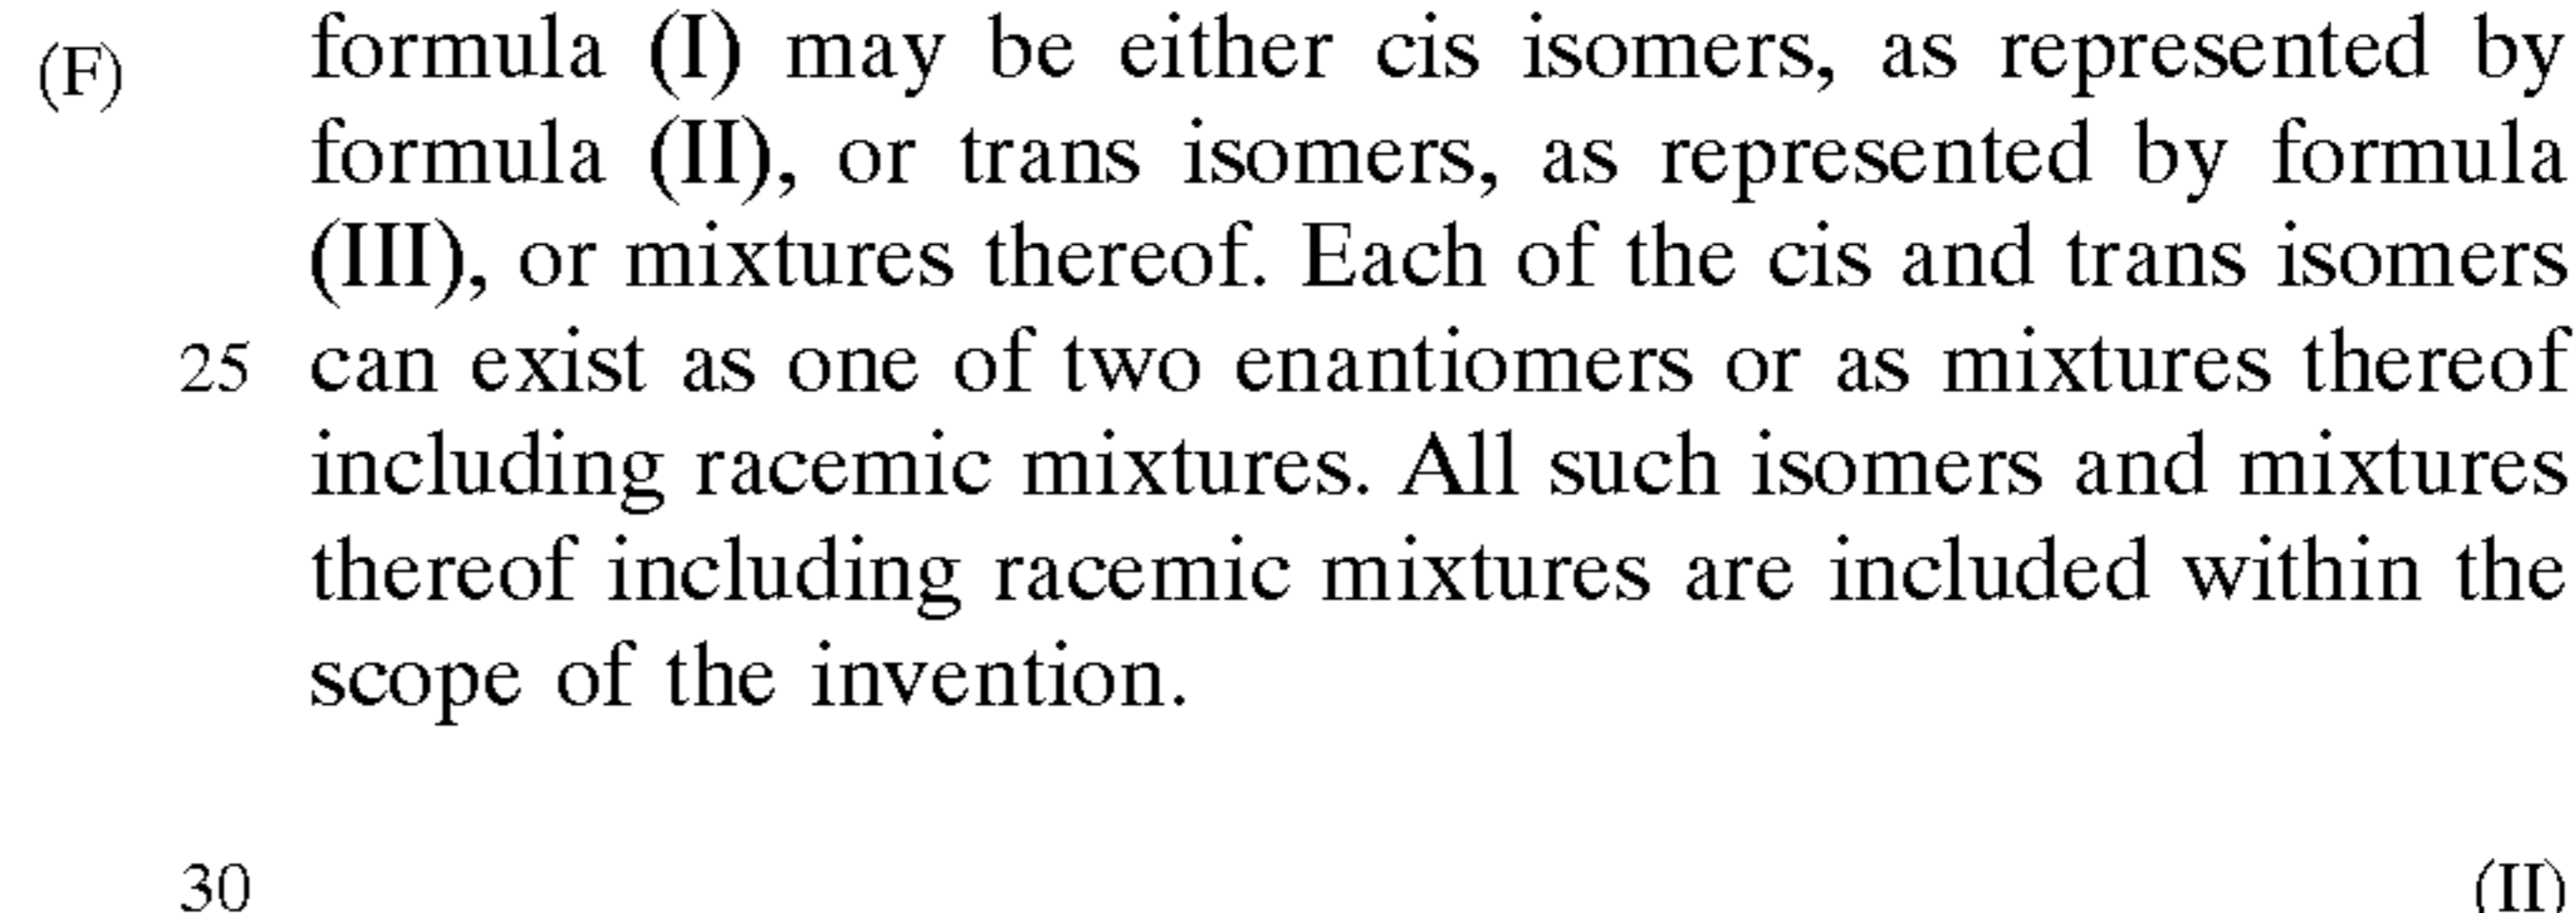 (F) formula (I) may be either cis isomers, as represented by
formula (II), or trans isomers, as represented by formula
(III), or mixtures thereof. Each of the cis and trans isomers
25 can exist as one of two enantiomers or as mixtures thereof
including racemic mixtures. All such isomers and mixtures
thereof including racemic mixtures are included within the
scope of the invention.
30 (II)